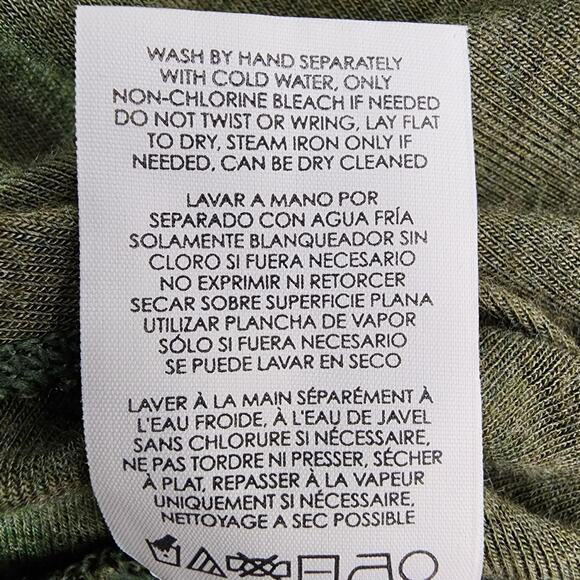 WASH BY HAND SEPARATELY
WITH COLD WATER, ONLY
NON-CHLORINE BLEACH IF NEEDED
DO NOT TWIST OR WRING, LAY FLAT
TO DRY, STEAM IRON ONLY IF
NEEDED, CAN BE DRY CLEANED
LAVAR A MANO POR
SEPARADO CON AGUA FRÍA
SOLAMENTE BLANQUEADOR SIN
CLORO SI FUERA NECESARIO
NO EXPRIMIR NI RETORCER
SECAR SOBRE SUPERFICIE PLANA
UTILIZAR PLANCHA DE VAPOR
SÓLO SI FUERA NECESARIO
SE PUEDE LAVAR EN SECO
LAVER À LA MAIN SÉPARÉMENT À
L'EAU FROIDE, À L'EAU DE JAVEL
SANS CHLORURE SI NÉCESSAIRE,
NE PAS TORDRE NI PRESSER, SÉCHER
À PLAT, REPASSER À LA VAPEUR
UNIQUEMENT SI NÉCESSAIRE,
NETTOYAGE A SEC POSSIBLE